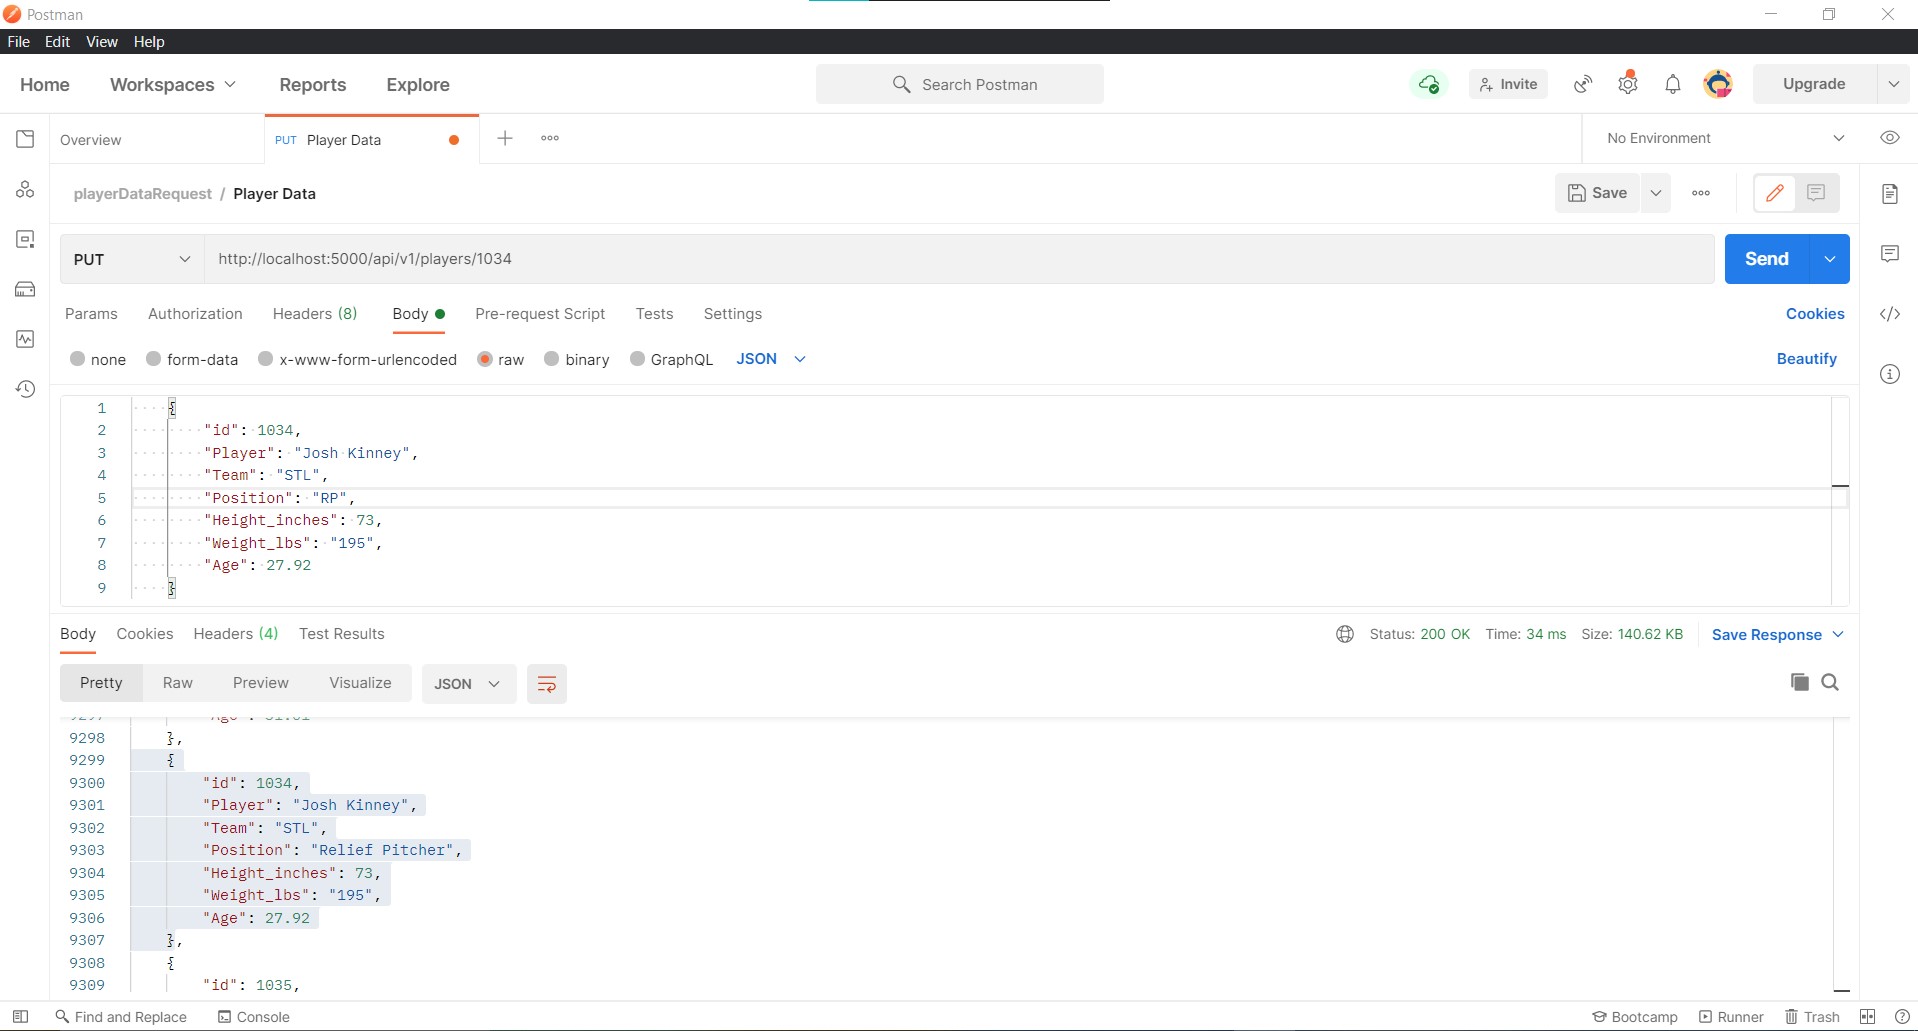 Postman
File Edit View Help
Home Workspaces Reports Explore Search Postman Invite Upgrade
Overview PUT Player Data No Environment
playerDataRequest / Player Data Save
PUT http://localhost:5000/api/v1/players/1034 Send
Params Authorization Headers (8) Body Pre-request Script Tests Settings Cookies
none form-data x-www-form-urlencoded raw binary GraphQL JSON Beautify
1 {
2 "id": 1034,
3 "Player": "Josh Kinney",
4 "Team": "STL",
5 "Position": "RP",
6 "Height_inches": 73,
7 "Weight_lbs": "195",
8 "Age": 27.92
9 }
Body Cookies Headers (4) Test Results Status: 200 OK Time: 34 ms Size: 140.62 KB Save Response
Pretty Raw Preview Visualize JSON
9298 },
9299 {
9300 "id": 1034,
9301 "Player": "Josh Kinney",
9302 "Team": "STL",
9303 "Position": "Relief Pitcher",
9304 "Height_inches": 73,
9305 "Weight_lbs": "195",
9306 "Age": 27.92
9307 },
9308 {
9309 "id": 1035,
Find and Replace Console Bootcamp Runner Trash